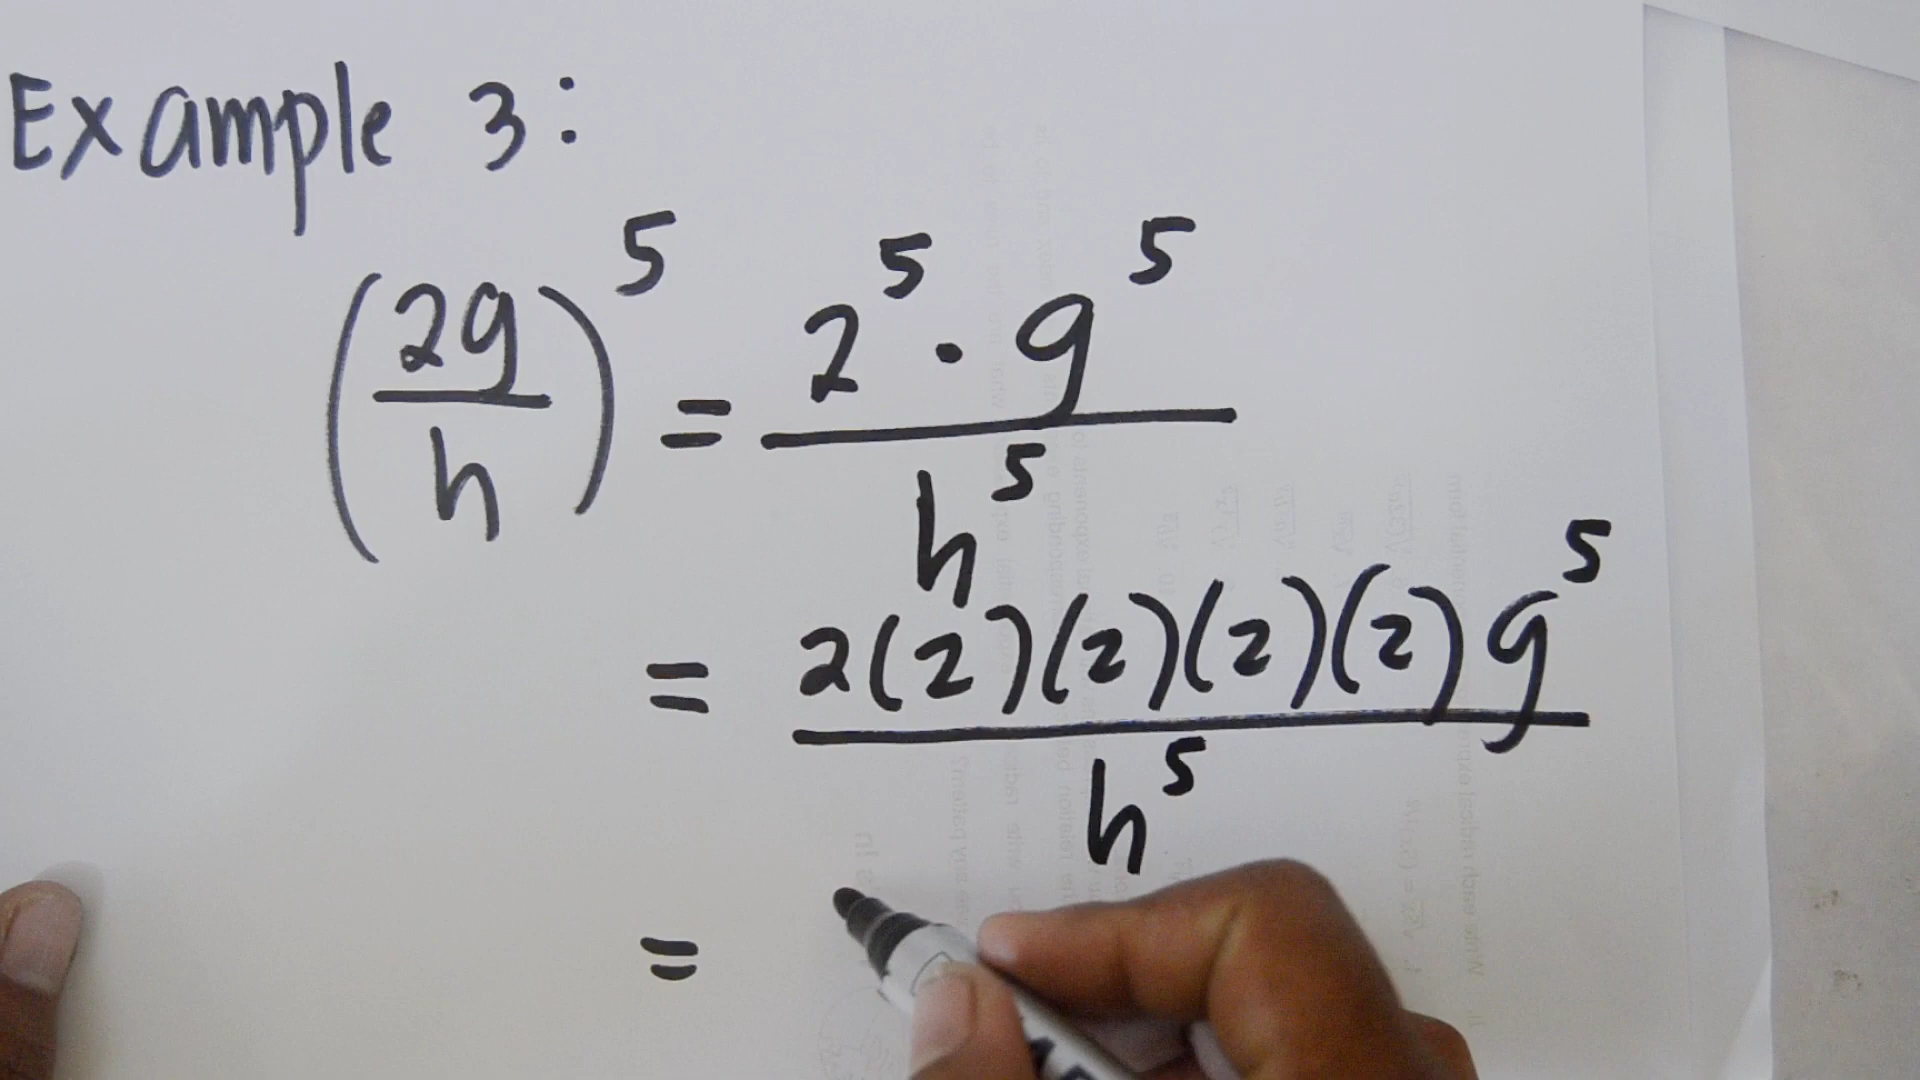 Example 3:
(2g/h)^5 = 2^5 · g^5 / h^5
= 2(2)(2)(2)(2)g^5 / h^5
=